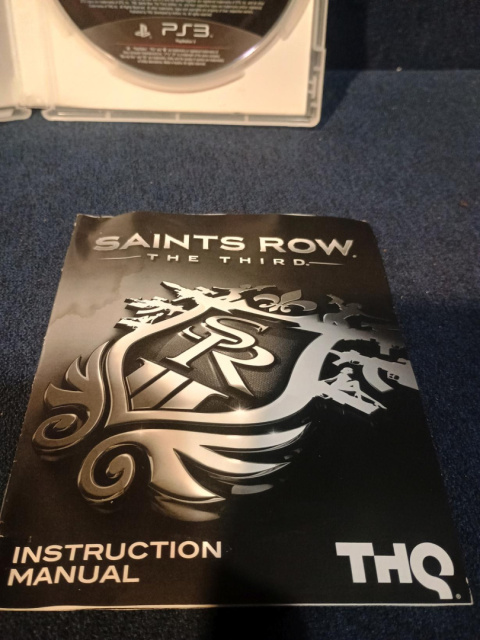 PS3
SAINTS ROW
THE THIRD
SR
INSTRUCTION
MANUAL
THQ